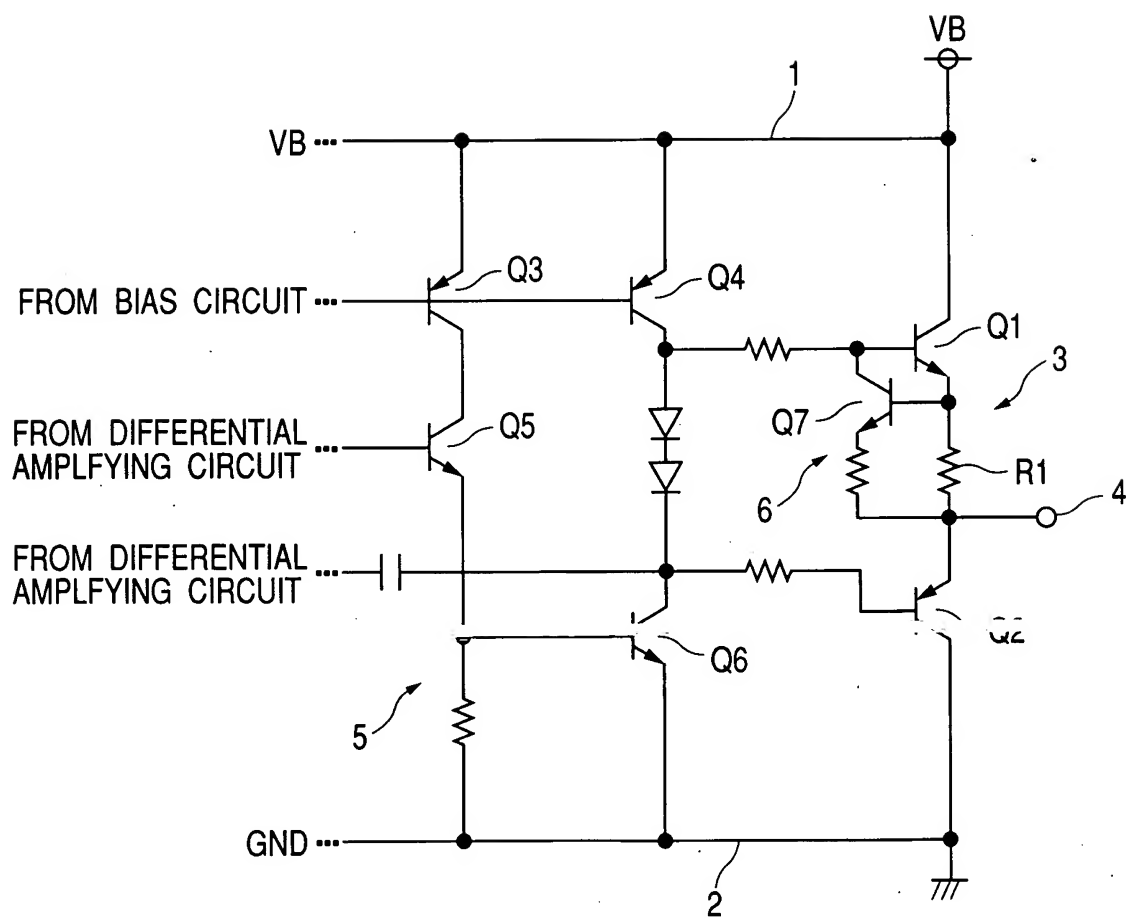 VB
1
VB ...
Q3
Q4
FROM BIAS CIRCUIT ...
Q1
3
Q7
FROM DIFFERENTIAL
AMPLFYING CIRCUIT ...
Q5
R1
6
4
FROM DIFFERENTIAL
AMPLFYING CIRCUIT ...
Q2
Q6
5
GND ...
2